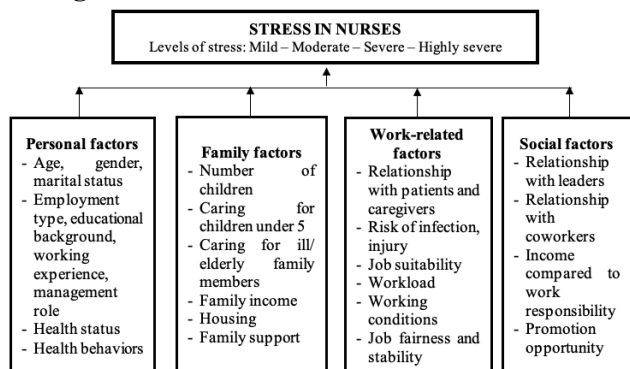 STRESS IN NURSES
Levels of stress: Mild – Moderate – Severe – Highly severe
Personal factors
- Age, gender,
marital status
- Employment
type, educational
background,
working
experience,
management
role
- Health status
- Health behaviors
Family factors
- Number of
children
- Caring for
children under 5
- Caring for ill/
elderly family
members
- Family income
- Housing
- Family support
Work-related
factors
- Relationship
with patients and
caregivers
- Risk of infection,
injury
- Job suitability
- Workload
- Working
conditions
- Job fairness and
stability
Social factors
- Relationship
with leaders
- Relationship
with
coworkers
- Income
compared to
work
responsibility
- Promotion
opportunity